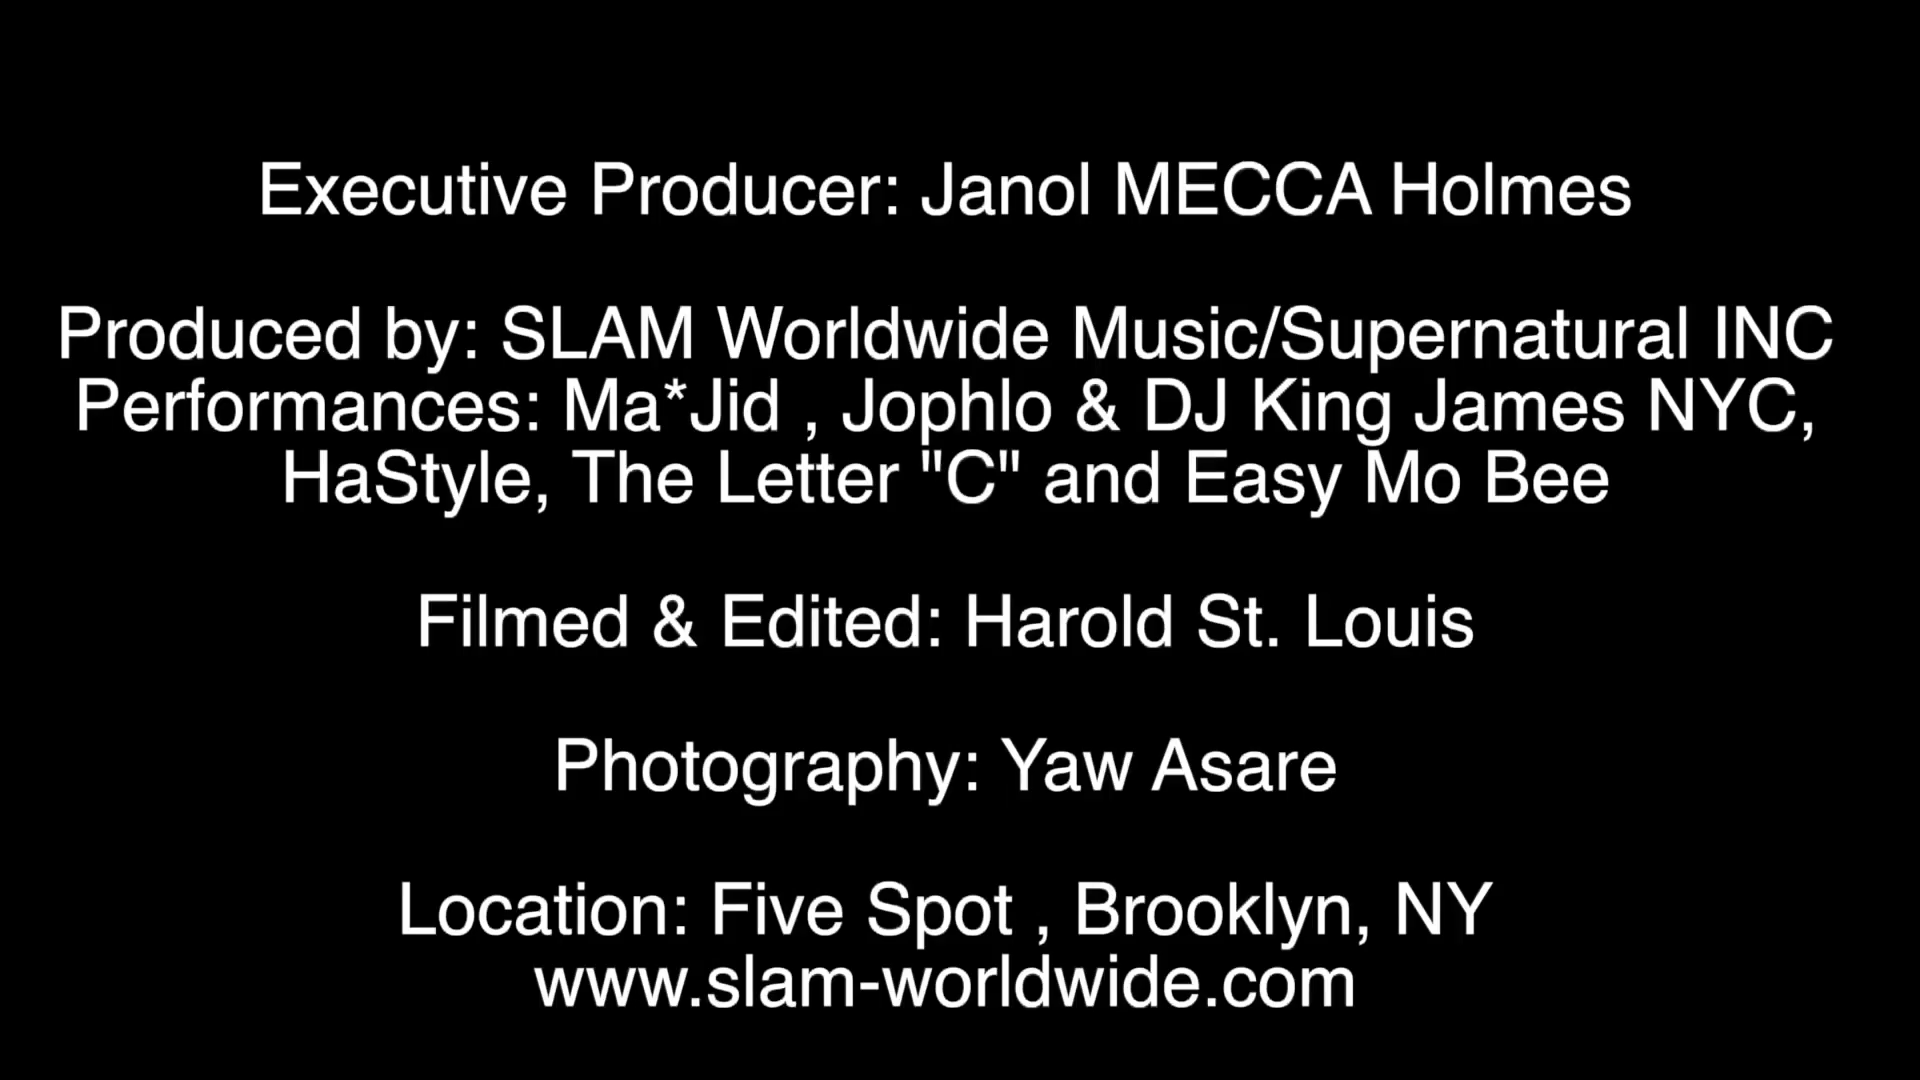 Executive Producer: Janol MECCA Holmes
Produced by: SLAM Worldwide Music/Supernatural INC
Performances: Ma*Jid , Jophlo & DJ King James NYC,
HaStyle, The Letter "C" and Easy Mo Bee
Filmed & Edited: Harold St. Louis
Photography: Yaw Asare
Location: Five Spot , Brooklyn, NY
www.slam-worldwide.com